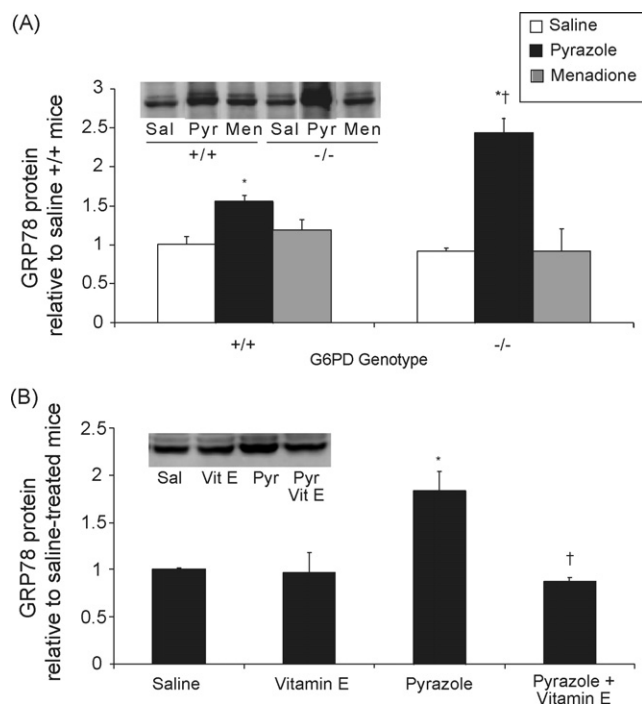 (A)
Saline
Pyrazole
Menadione
GRP78 protein
relative to saline +/+ mice
3
2.5
2
1.5
1
0.5
0
Sal Pyr Men Sal Pyr Men
+/+ -/-
*
*†
+/+ -/-
G6PD Genotype
(B)
GRP78 protein
relative to saline-treated mice
2.5
2
1.5
1
0.5
0
Sal Vit E Pyr Pyr
Vit E
*
†
Saline Vitamin E Pyrazole Pyrazole +
Vitamin E